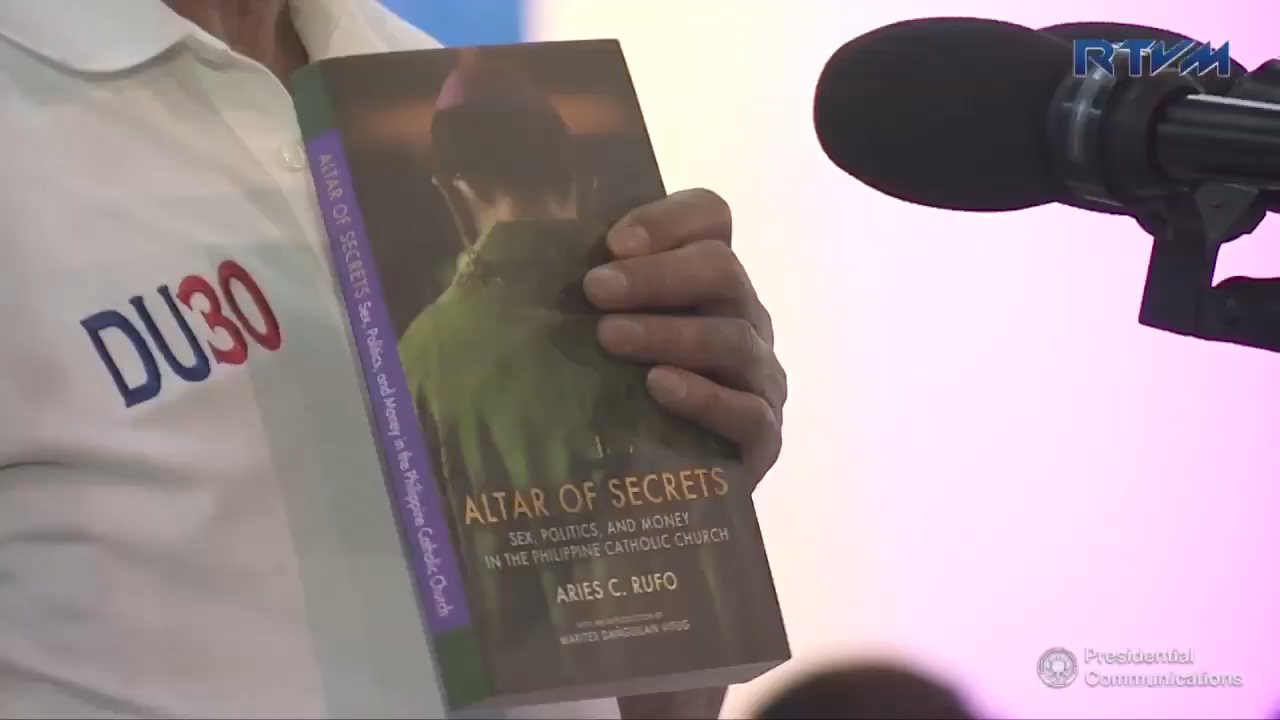 RTVM
DU30
ALTAR OF SECRETS Sex, Politics, and Money in the Philippine Catholic Church
ALTAR OF SECRETS
SEX, POLITICS, AND MONEY
IN THE PHILIPPINE CATHOLIC CHURCH
ARIES C. RUFO
WITH AN INTRODUCTION BY
MARITES DAÑGUILAN VITUG
Presidential
Communications